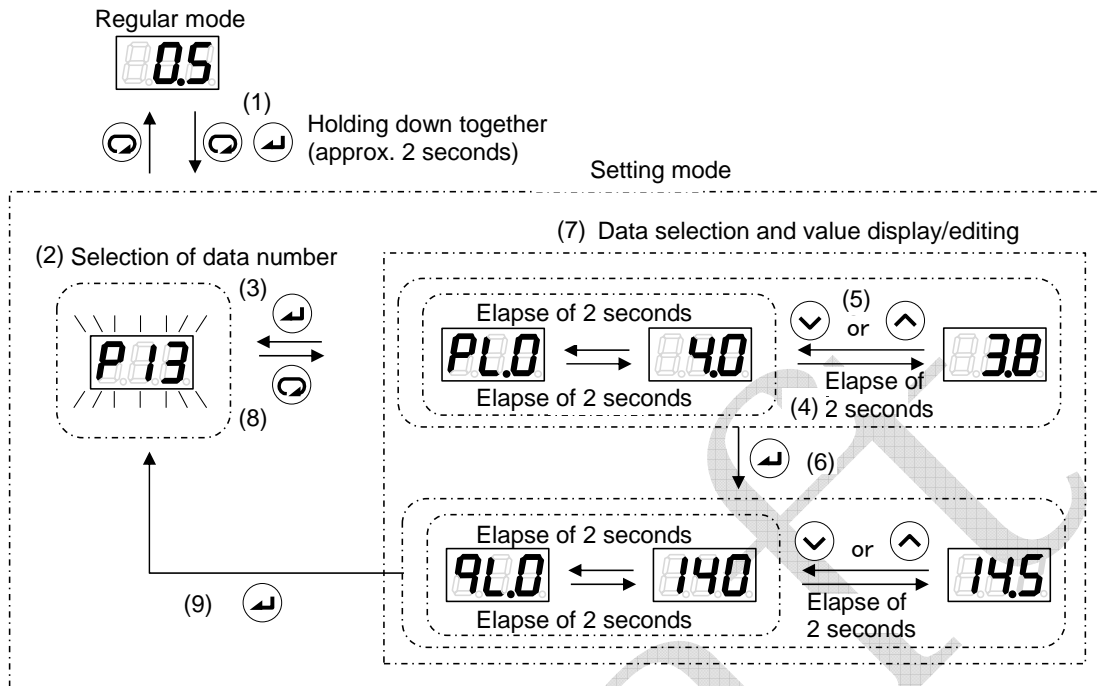 Regular mode
0.5
(1)
Holding down together
(approx. 2 seconds)
Setting mode
(7) Data selection and value display/editing
(2) Selection of data number
(3)
P13
(8)
Elapse of 2 seconds
PL.0
4.0
Elapse of 2 seconds
(5)
or
3.8
Elapse of
(4) 2 seconds
(6)
Elapse of 2 seconds
qL.0
140
Elapse of 2 seconds
or
14.5
Elapse of
2 seconds
(9)